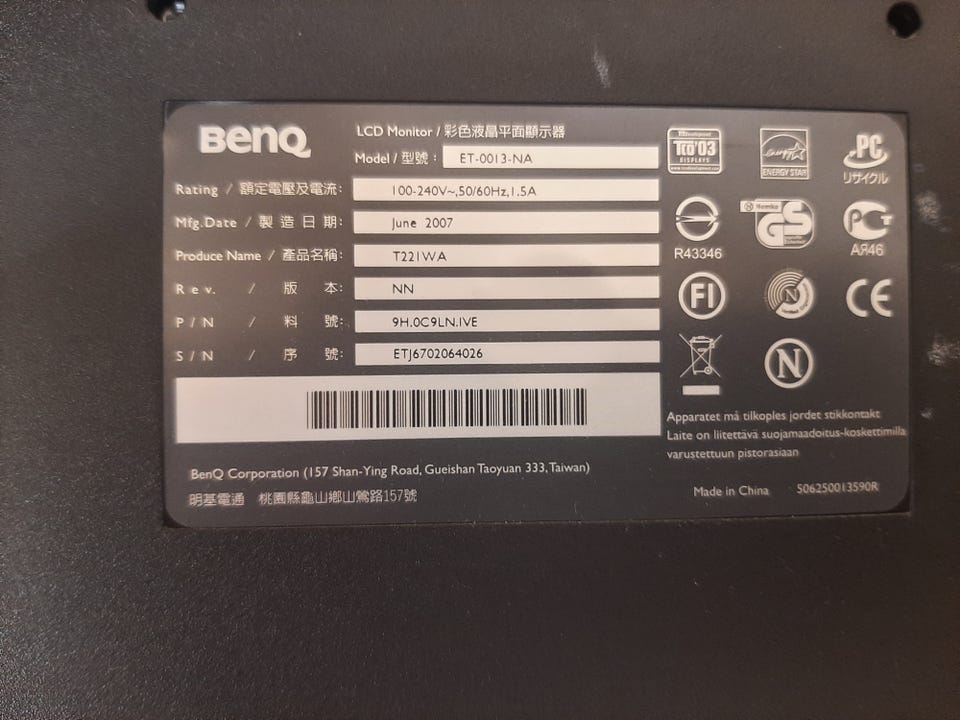 BenQ
LCD Monitor / 彩色液晶平面顯示器
Model / 型號 : ET-0013-NA
Rating / 額定電壓及電流: 100-240V~,50/60Hz,1.5A
Mfg.Date / 製造日期: June 2007
Produce Name / 產品名稱: T221WA
Rev. / 版本: NN
P/N / 料號: 9H.0C9LN.IVE
S/N / 序號: ETJ6702064026
BenQ Corporation (157 Shan-Ying Road, Gueishan Taoyuan 333, Taiwan)
明基電通 桃園縣龜山鄉山鶯路157號
TCO'03
DISPLAYS
ENERGY STAR
PC
リサイクル
R43346
Nemko
GS
PCT
АЯ46
FI
N
CE
N
Apparatet må tilkoples jordet stikkontakt
Laite on liitettävä suojamaadoitus-koskettimilla
varustettuun pistorasiaan
Made in China 506250013590R